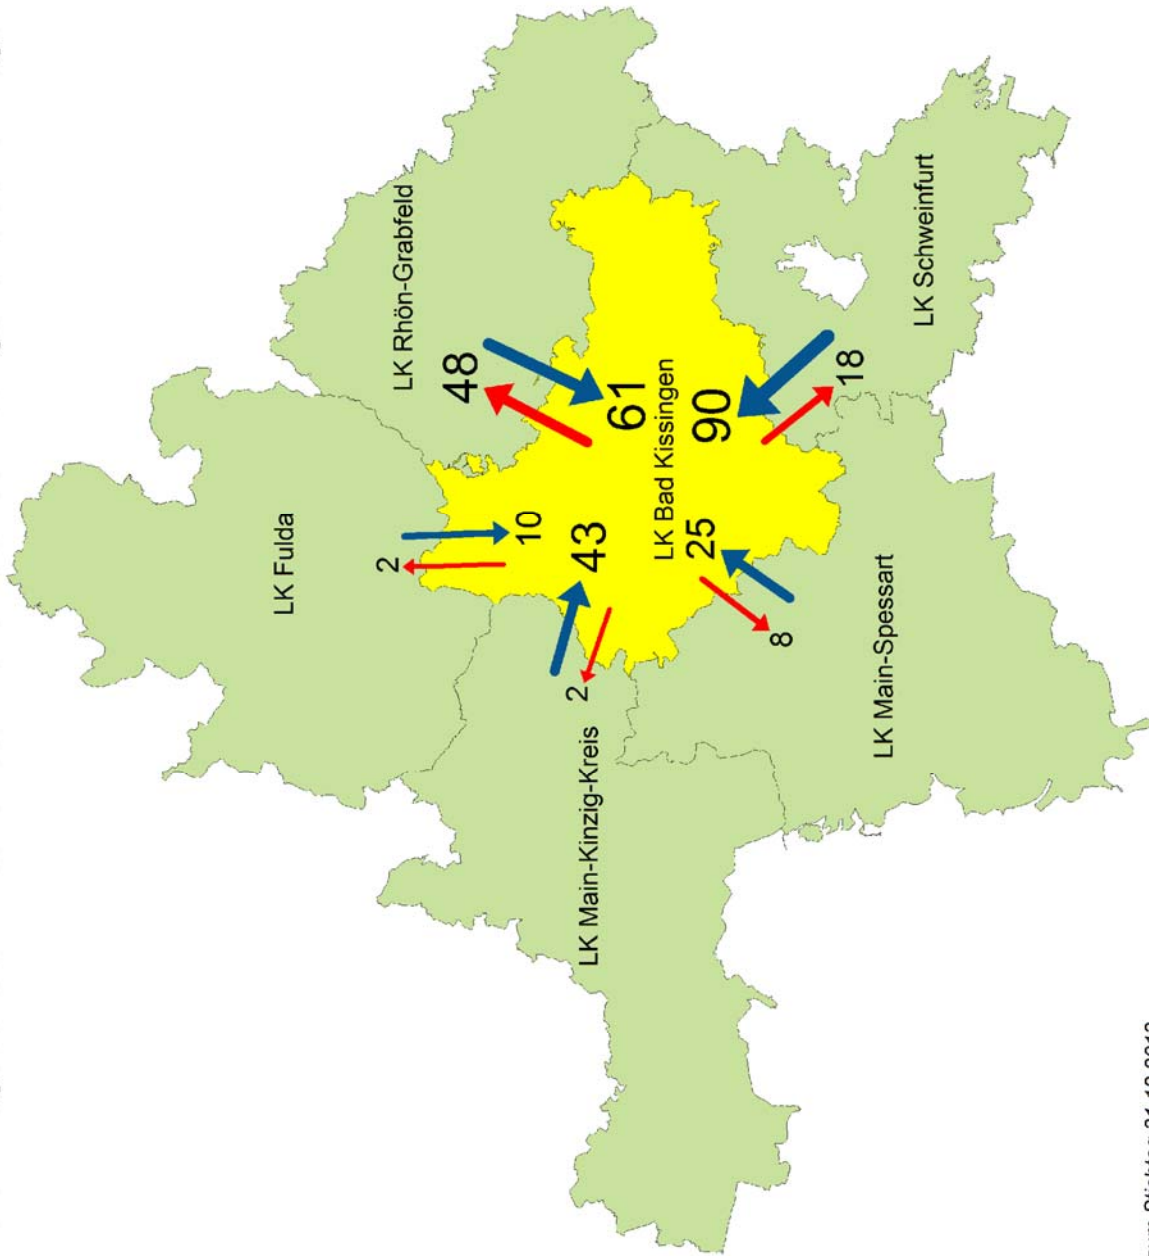 LK Fulda
2
10
LK Rhön-Grabfeld
48
61
43
2
LK Main-Kinzig-Kreis
LK Bad Kissingen
25
90
8
18
LK Main-Spessart
LK Schweinfurt